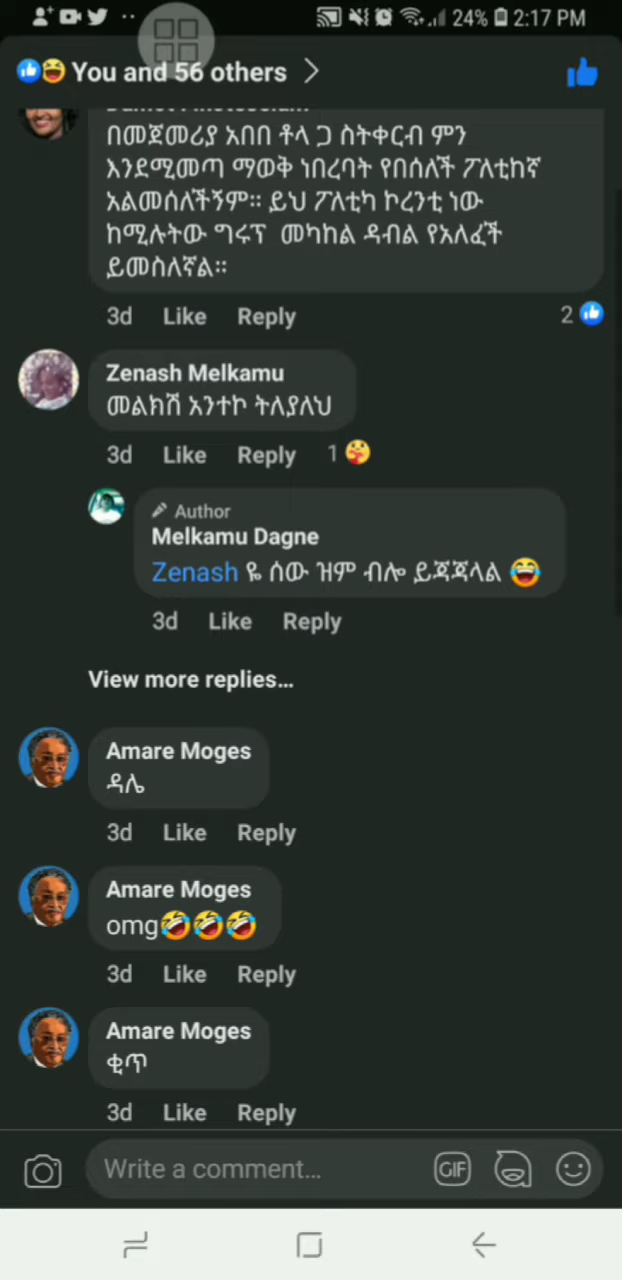 24% 2:17 PM
You and 56 others
በመጀመሪያ አበበ ቶላ ጋ ስትቀርብ ምን
እንደሚመጣ ማወቅ ነበረባት የበሰለች ፖለቲከኛ
አልመሰለችኝም። ይህ ፖለቲካ ኮረንቲ ነው
ከሚሉትው ግሩፕ መካከል ዳብል የአለፈች
ይመስለኛል።
3d Like Reply 2
Zenash Melkamu
መልክሽ አንተኮ ትለያለህ
3d Like Reply 1
Author
Melkamu Dagne
Zenash ዬ ሰው ዝም ብሎ ይጃጃላል
3d Like Reply
View more replies...
Amare Moges
ዳሌ
3d Like Reply
Amare Moges
omg🤣🤣🤣
3d Like Reply
Amare Moges
ቂጥ
3d Like Reply
Write a comment...
GIF